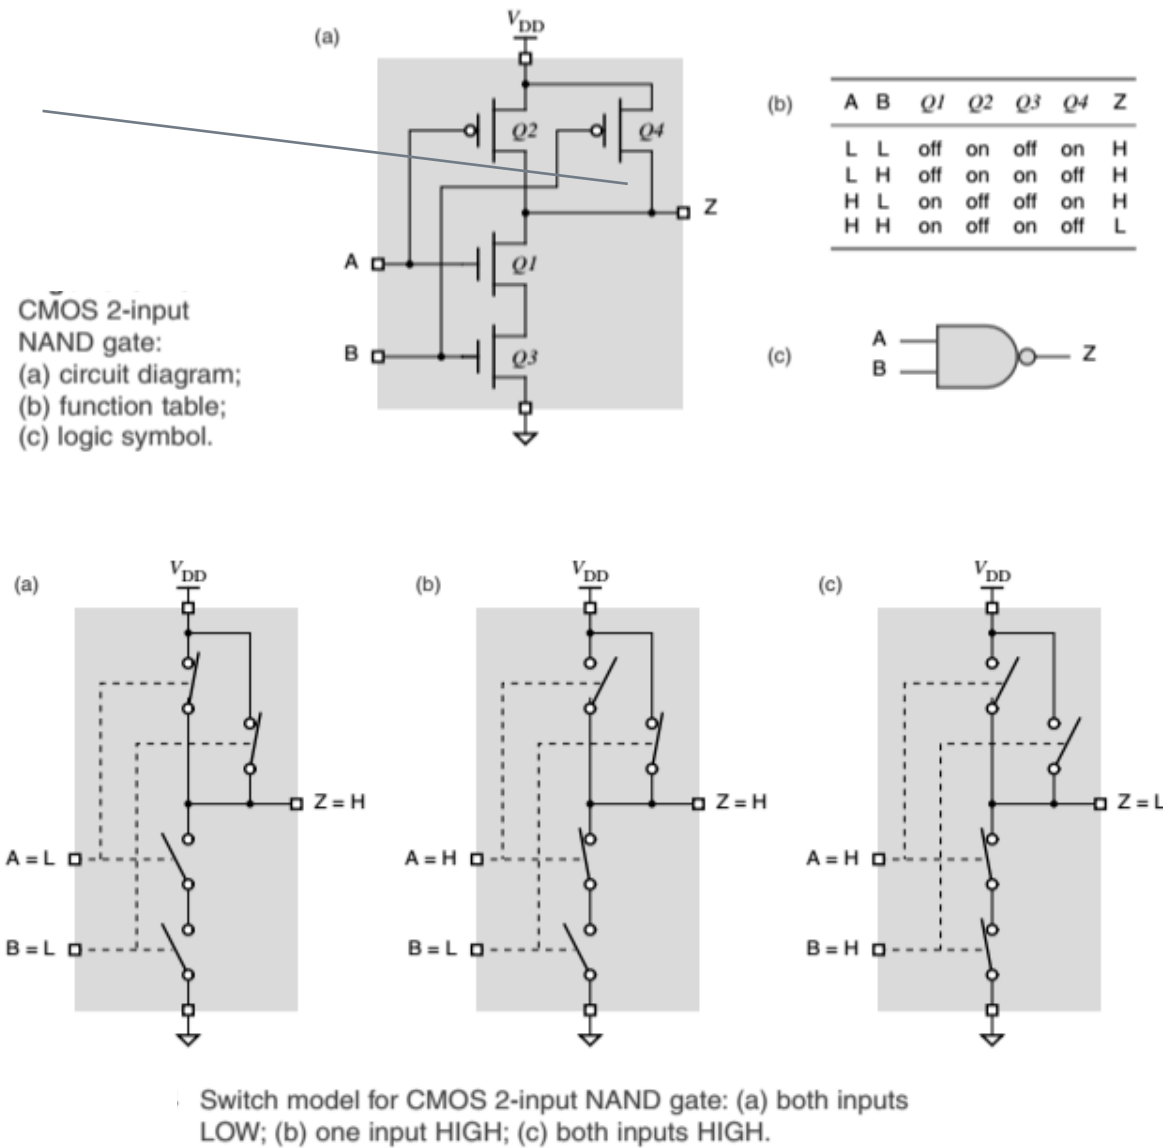 (a)
VDD
Q2
Q4
Z
A
Q1
B
Q3
CMOS 2-input
NAND gate:
(a) circuit diagram;
(b) function table;
(c) logic symbol.
(b)
A B Q1 Q2 Q3 Q4 Z
L L off on off on H
L H off on on off H
H L on off off on H
H H on off on off L
(c)
A
B
Z
(a)
VDD
Z = H
A = L
B = L
(b)
VDD
Z = H
A = H
B = L
(c)
VDD
Z = L
A = H
B = H
Switch model for CMOS 2-input NAND gate: (a) both inputs
LOW; (b) one input HIGH; (c) both inputs HIGH.